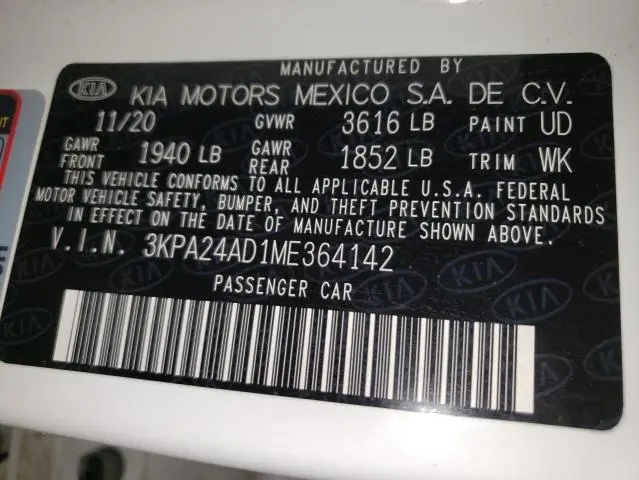 MANUFACTURED BY
KIA KIA MOTORS MEXICO S.A. DE C.V.
11/20 GVWR 3616 LB PAINT UD
GAWR FRONT 1940 LB GAWR REAR 1852 LB TRIM WK
THIS VEHICLE CONFORMS TO ALL APPLICABLE U.S.A. FEDERAL
MOTOR VEHICLE SAFETY, BUMPER, AND THEFT PREVENTION STANDARDS
IN EFFECT ON THE DATE OF MANUFACTURE SHOWN ABOVE.
V.I.N. 3KPA24AD1ME364142
PASSENGER CAR